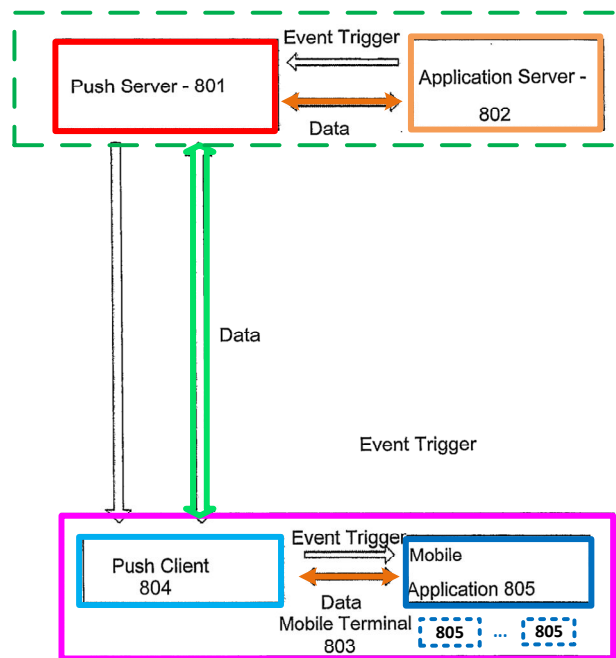 Event Trigger
Push Server - 801
Application Server -
802
Data
Data
Event Trigger
Event Trigger
Push Client
804
Mobile
Application 805
Data
Mobile Terminal
803
805 ... 805